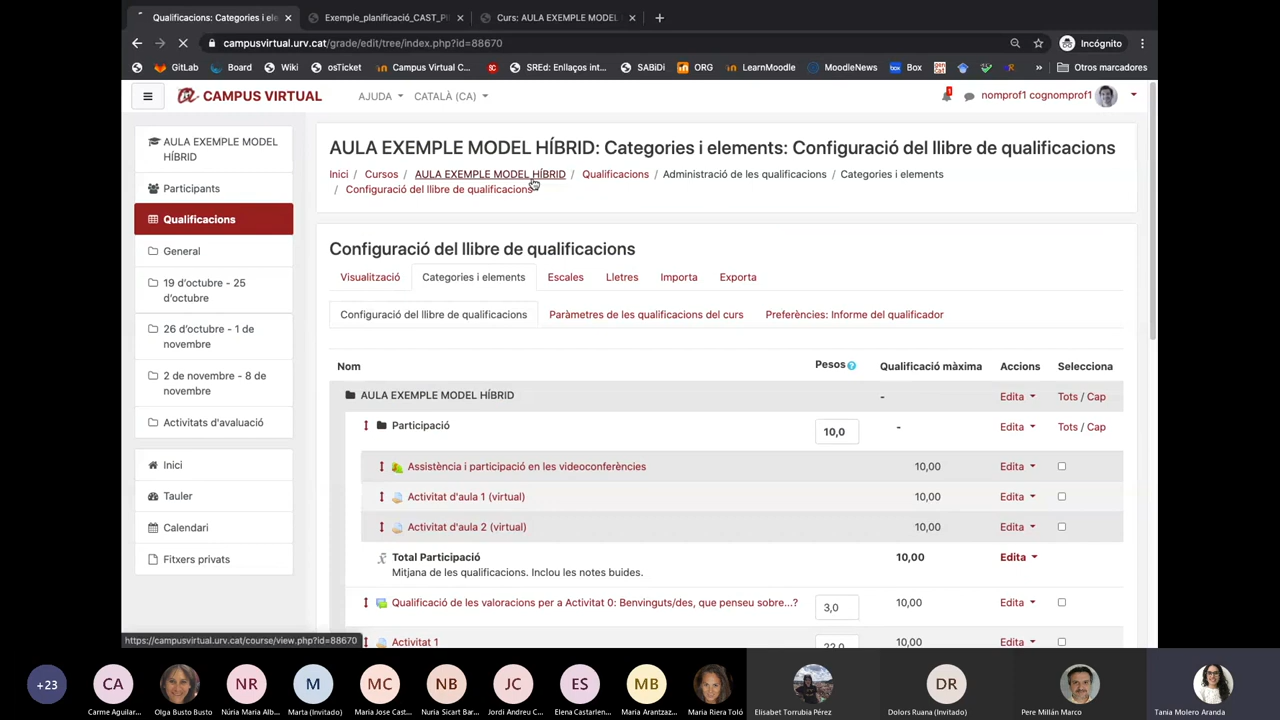 Qualificacions: Categories i ele
Exemple_planificació_CAST_P
Curs: AULA EXEMPLE MODEL
campusvirtual.urv.cat/grade/edit/tree/index.php?id=88670
Incógnito
GitLab Board Wiki osTicket Campus Virtual C... SREd: Enllaços int... SABiDi ORG LearnMoodle MoodleNews Box » Otros marcadores
CAMPUS VIRTUAL AJUDA CATALÀ (CA) nomprof1 cognomprof1
AULA EXEMPLE MODEL
HÍBRID
Participants
Qualificacions
General
19 d'octubre - 25
d'octubre
26 d'octubre - 1 de
novembre
2 de novembre - 8 de
novembre
Activitats d'avaluació
Inici
Tauler
Calendari
Fitxers privats
AULA EXEMPLE MODEL HÍBRID: Categories i elements: Configuració del llibre de qualificacions
Inici / Cursos / AULA EXEMPLE MODEL HÍBRID / Qualificacions / Administració de les qualificacions / Categories i elements
/ Configuració del llibre de qualificacions
Configuració del llibre de qualificacions
Visualització Categories i elements Escales Lletres Importa Exporta
Configuració del llibre de qualificacions Paràmetres de les qualificacions del curs Preferències: Informe del qualificador
Nom Pesos Qualificació màxima Accions Selecciona
AULA EXEMPLE MODEL HÍBRID - Edita Tots / Cap
Participació 10,0 - Edita Tots / Cap
Assistència i participació en les videoconferències 10,00 Edita
Activitat d'aula 1 (virtual) 10,00 Edita
Activitat d'aula 2 (virtual) 10,00 Edita
Total Participació 10,00 Edita
Mitjana de les qualificacions. Inclou les notes buides.
Qualificació de les valoracions per a Activitat 0: Benvinguts/des, que penseu sobre...? 3,0 10,00 Edita
Activitat 1 22,0 10,00 Edita
https://campusvirtual.urv.cat/course/view.php?id=88670
+23 CA NR M MC NB JC ES MB DR
Carme Aguilar... Olga Busto Busto Núria Maria Alb... Marta (Invitado) Maria Jose Cast... Nuria Sicart Bar... Jordi Andreu C... Elena Castarlen... Maria Arantzaz... Maria Riera Toló Elisabet Torrubia Pérez Dolors Ruana (Invitado) Pere Millán Marco Tania Molero Aranda